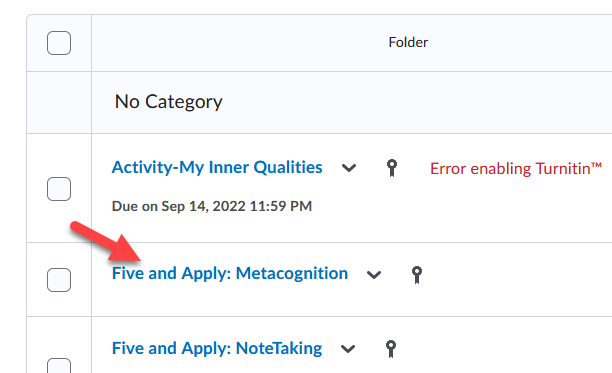 Folder
No Category
Activity-My Inner Qualities Error enabling Turnitin™
Due on Sep 14, 2022 11:59 PM
Five and Apply: Metacognition
Five and Apply: NoteTaking